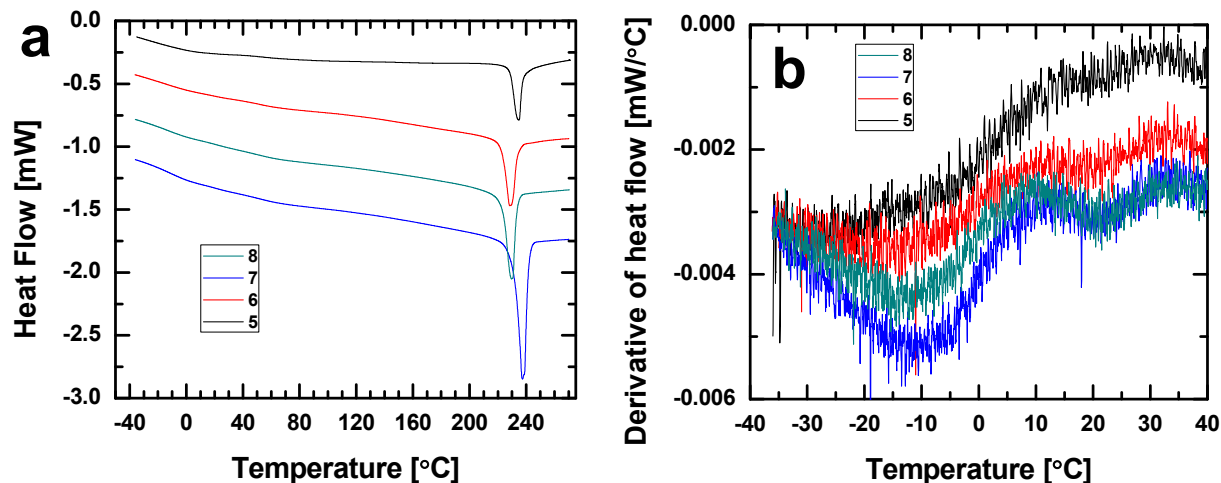 a
0.0
-0.5
-1.0
-1.5
-2.0
-2.5
-3.0
Heat Flow [mW]
8
7
6
5
-40 0 40 80 120 160 200 240
Temperature [°C]
b
0.000
-0.002
-0.004
-0.006
Derivative of heat flow [mW/°C]
8
7
6
5
-40 -30 -20 -10 0 10 20 30 40
Temperature [°C]